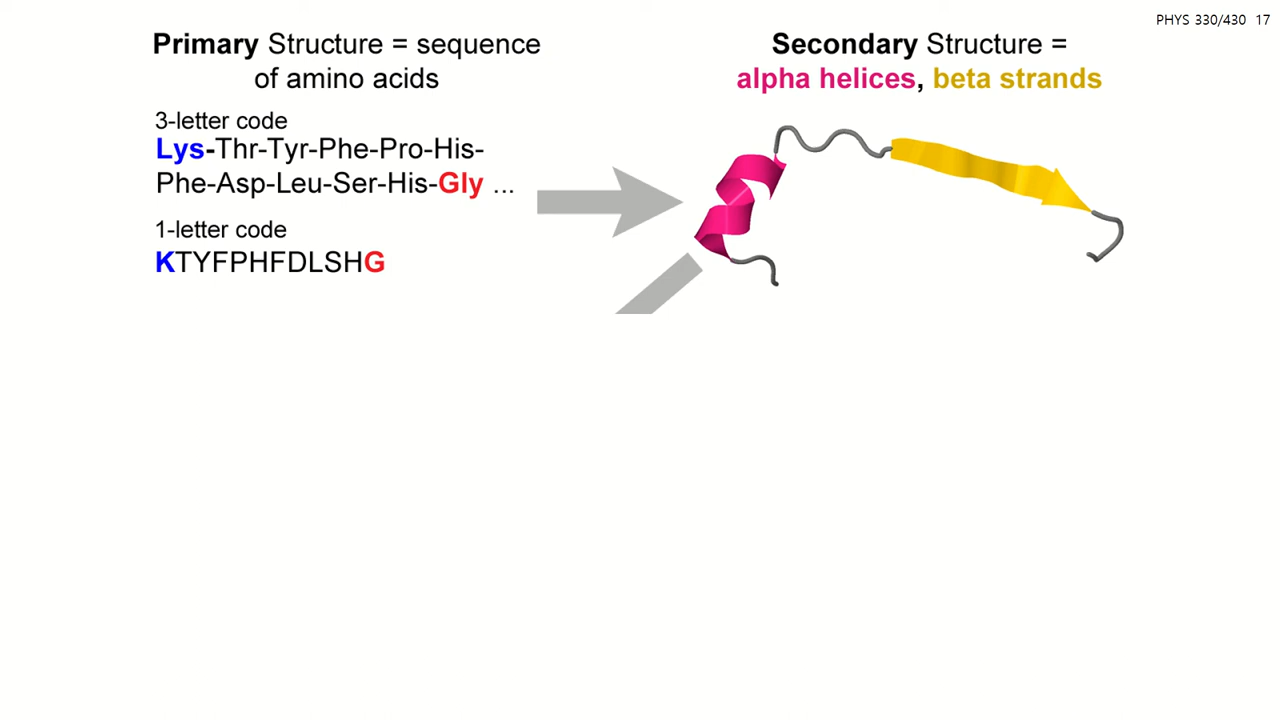 PHYS 330/430 17
Primary Structure = sequence
of amino acids
3-letter code
Lys-Thr-Tyr-Phe-Pro-His-
Phe-Asp-Leu-Ser-His-Gly ...
1-letter code
KTYFPHFDLSHG
Secondary Structure =
alpha helices, beta strands